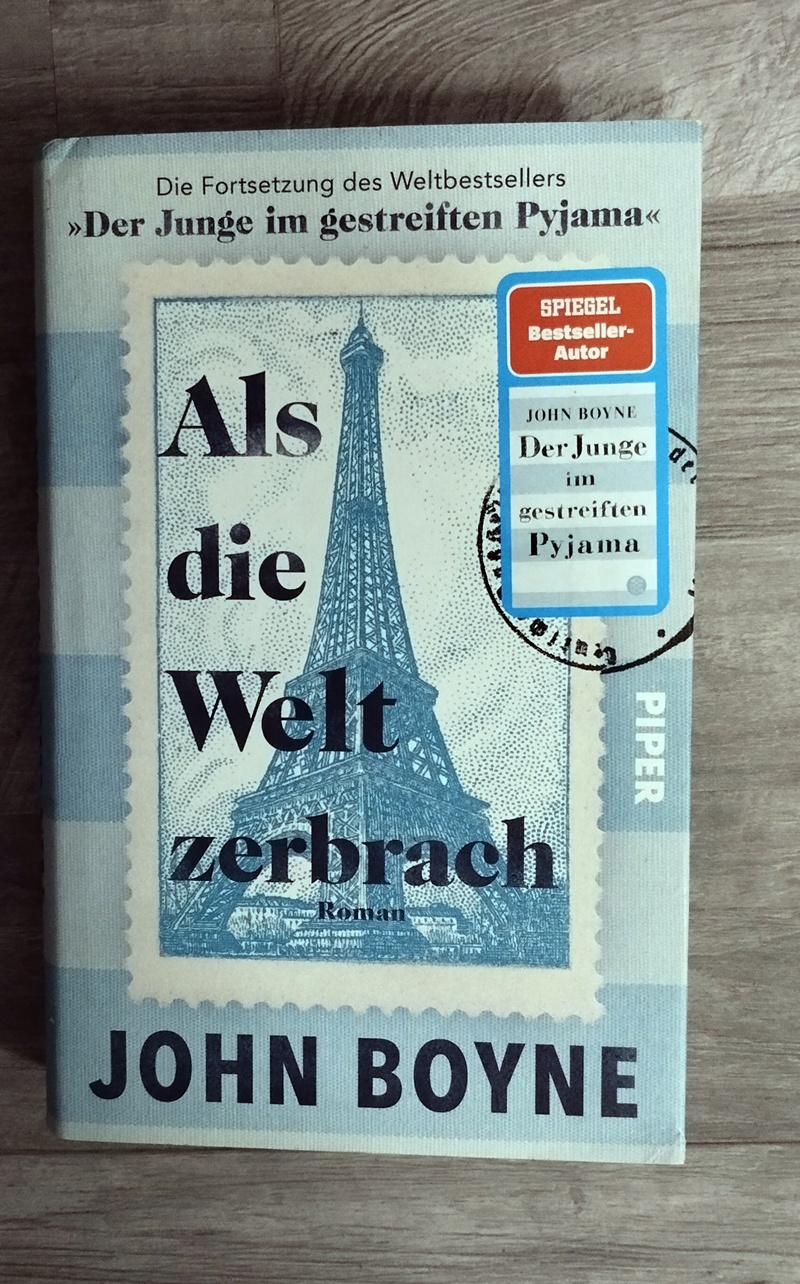 Die Fortsetzung des Weltbestsellers
»Der Junge im gestreiften Pyjama«
SPIEGEL
Bestseller-
Autor
JOHN BOYNE
Der Junge
im
gestreiften
Pyjama
Als
die
Welt
zerbrach
Roman
PIPER
JOHN BOYNE